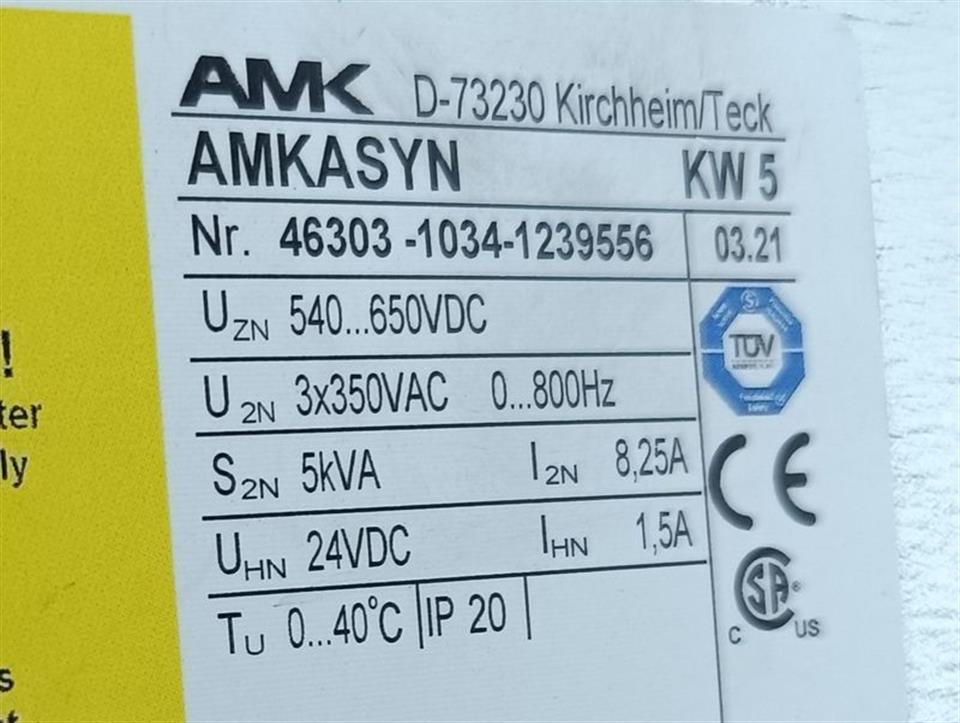 AMK D-73230 Kirchheim/Teck
AMKASYN KW 5
Nr. 46303 -1034-1239556 03.21
UZN 540...650VDC
TÜV
U2N 3x350VAC 0...800Hz
S2N 5kVA I2N 8,25A
CE
UHN 24VDC IHN 1,5A
TU 0...40°C IP 20
C SA® US
!
ter
ly
s